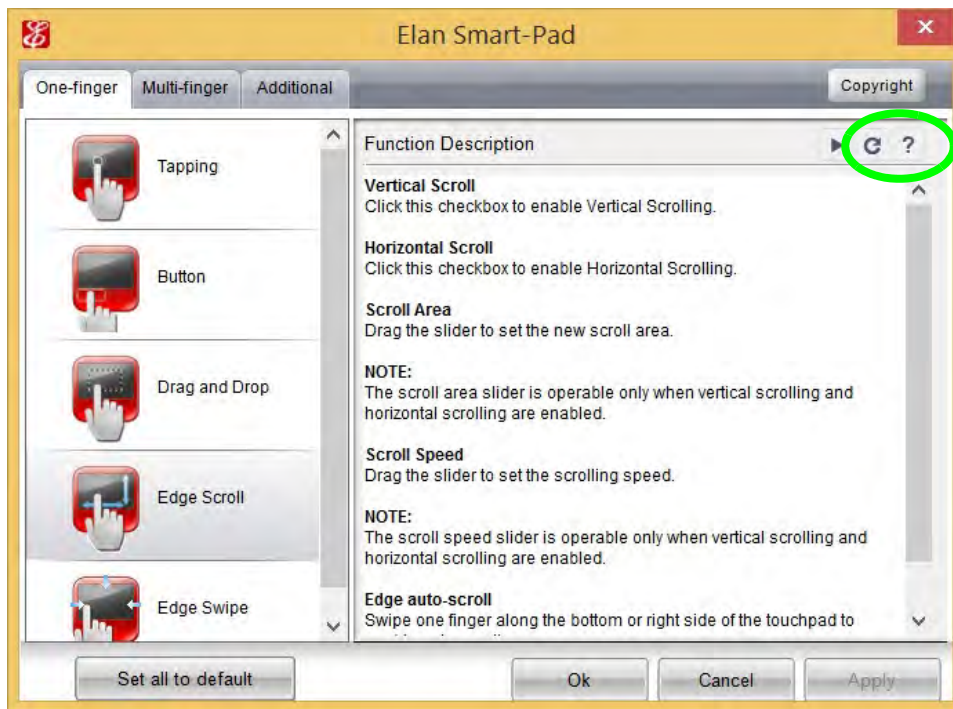 Elan Smart-Pad
One-finger
Multi-finger
Additional
Copyright
Tapping
Button
Drag and Drop
Edge Scroll
Edge Swipe
Function Description
?
Vertical Scroll
Click this checkbox to enable Vertical Scrolling.
Horizontal Scroll
Click this checkbox to enable Horizontal Scrolling.
Scroll Area
Drag the slider to set the new scroll area.
NOTE:
The scroll area slider is operable only when vertical scrolling and
horizontal scrolling are enabled.
Scroll Speed
Drag the slider to set the scrolling speed.
NOTE:
The scroll speed slider is operable only when vertical scrolling and
horizontal scrolling are enabled.
Edge auto-scroll
Swipe one finger along the bottom or right side of the touchpad to
Set all to default
Ok
Cancel
Apply